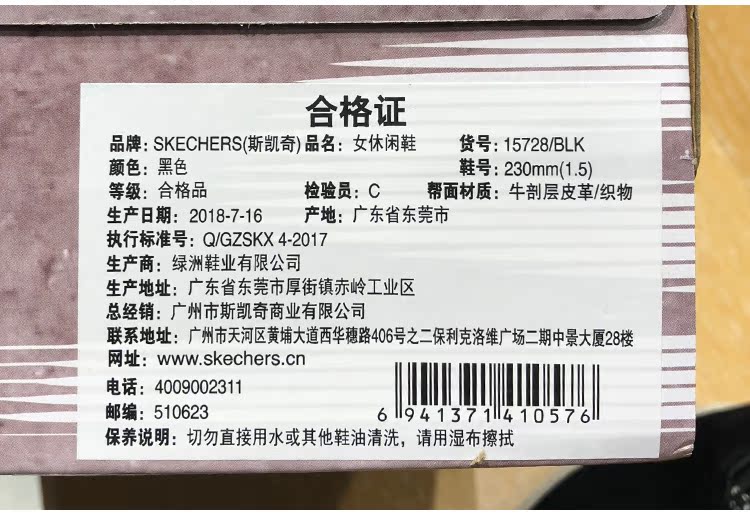 合格证
品牌: SKECHERS(斯凯奇) 品名: 女休闲鞋 货号: 15728/BLK
颜色: 黑色 鞋号: 230mm(1.5)
等级: 合格品 检验员: C 帮面材质: 牛剖层皮革/织物
生产日期: 2018-7-16 产地: 广东省东莞市
执行标准号: Q/GZSKX 4-2017
生产商: 绿洲鞋业有限公司
生产地址: 广东省东莞市厚街镇赤岭工业区
总经销: 广州市斯凯奇商业有限公司
联系地址: 广州市天河区黄埔大道西华穗路406号之二保利克洛维广场二期中景大厦28楼
网址: www.skechers.cn
电话: 4009002311
邮编: 510623
6 941371 410576
保养说明: 切勿直接用水或其他鞋油清洗，请用湿布擦拭